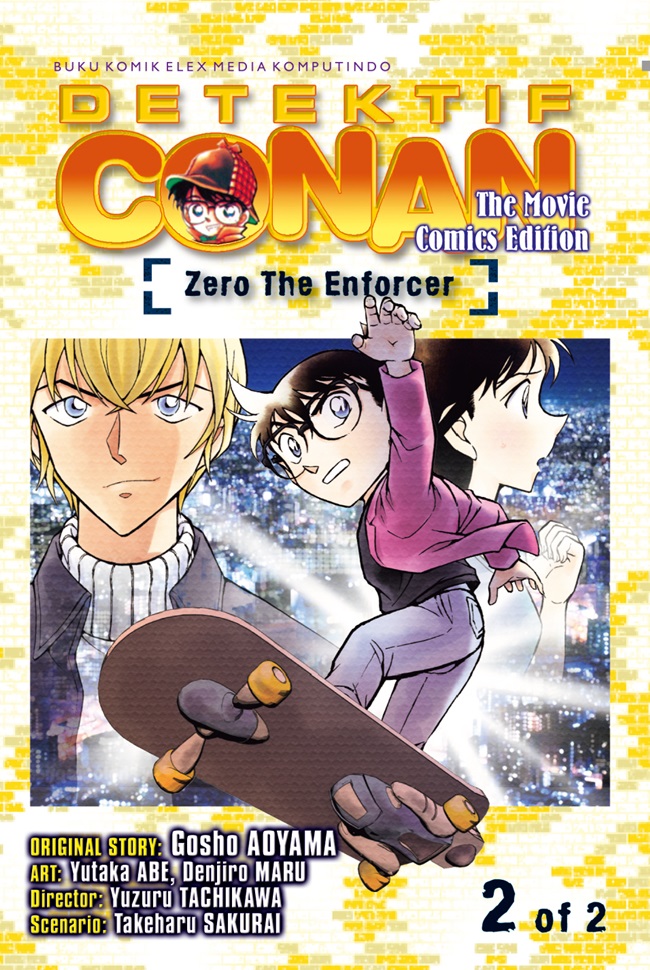 BUKU KOMIK ELEX MEDIA KOMPUTINDO
DETEKTIF
CONAN
The Movie
Comics Edition
Zero The Enforcer
ORIGINAL STORY: Gosho AOYAMA
ART: Yutaka ABE, Denjiro MARU
Director: Yuzuru TACHIKAWA
Scenario: Takeharu SAKURAI
2 of 2